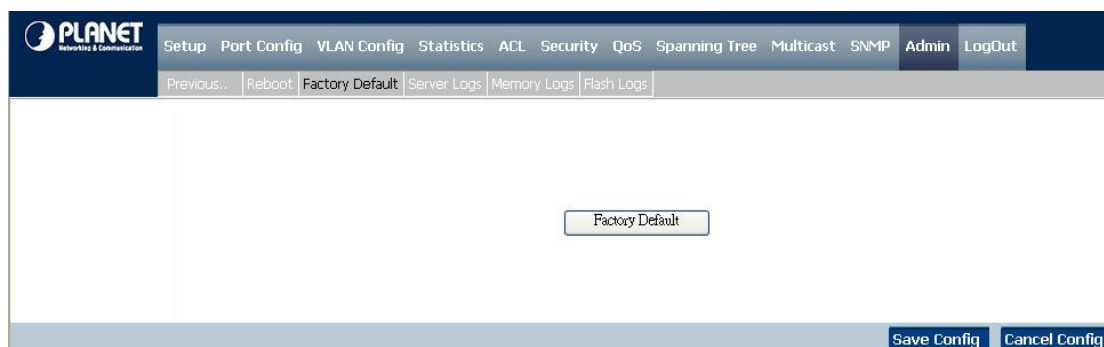 PLANET
Networking & Communication
Setup Port Config VLAN Config Statistics ACL Security QoS Spanning Tree Multicast SNMP Admin LogOut
Previous.. Reboot Factory Default Server Logs Memory Logs Flash Logs
Factory Default
Save Config Cancel Config